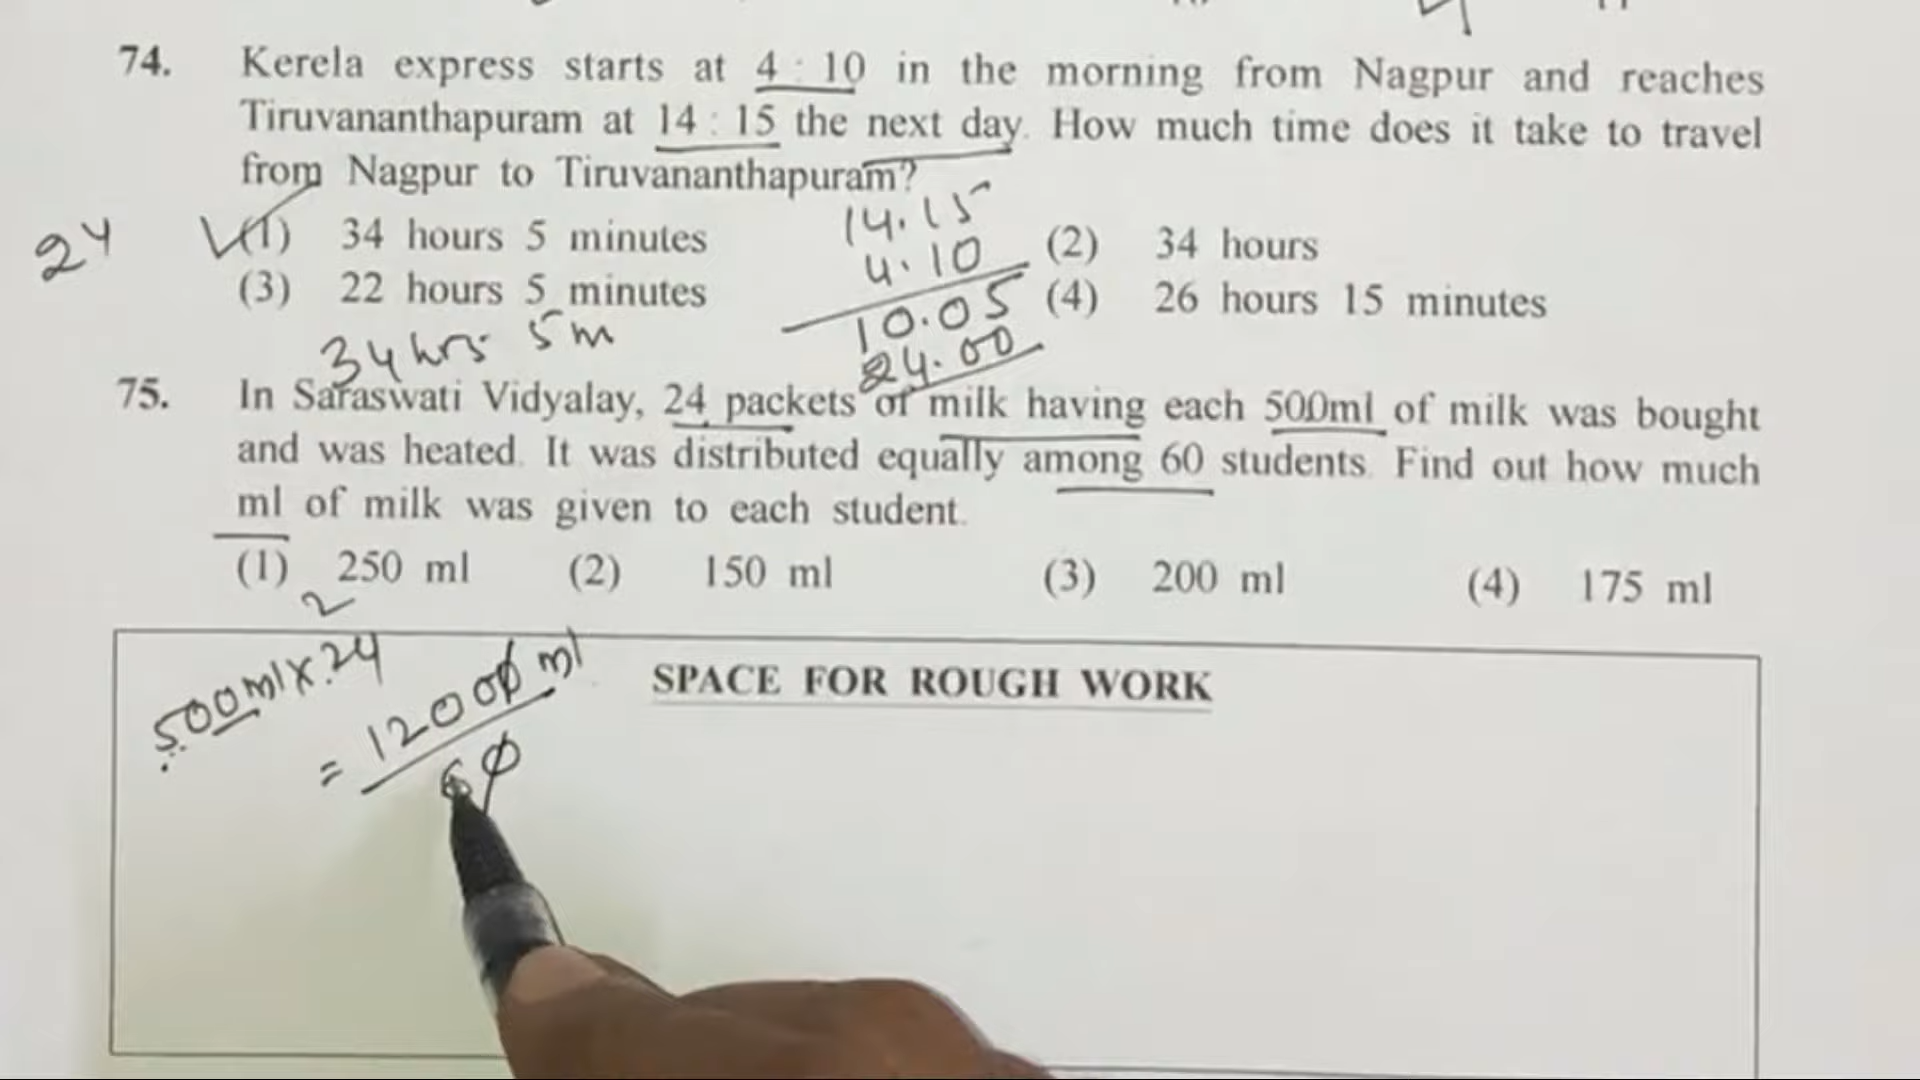 74. Kerela express starts at 4 : 10 in the morning from Nagpur and reaches
Tiruvananthapuram at 14 : 15 the next day. How much time does it take to travel
from Nagpur to Tiruvananthapuram?
24
(1) 34 hours 5 minutes
14.15
4.10
(2) 34 hours
(3) 22 hours 5 minutes
10.05
24.00
(4) 26 hours 15 minutes
34 hrs 5 m
75. In Saraswati Vidyalay, 24 packets of milk having each 500ml of milk was bought
and was heated. It was distributed equally among 60 students. Find out how much
ml of milk was given to each student.
(1) 250 ml (2) 150 ml (3) 200 ml (4) 175 ml
2
500 ml x 24
= 12000 ml
60
SPACE FOR ROUGH WORK